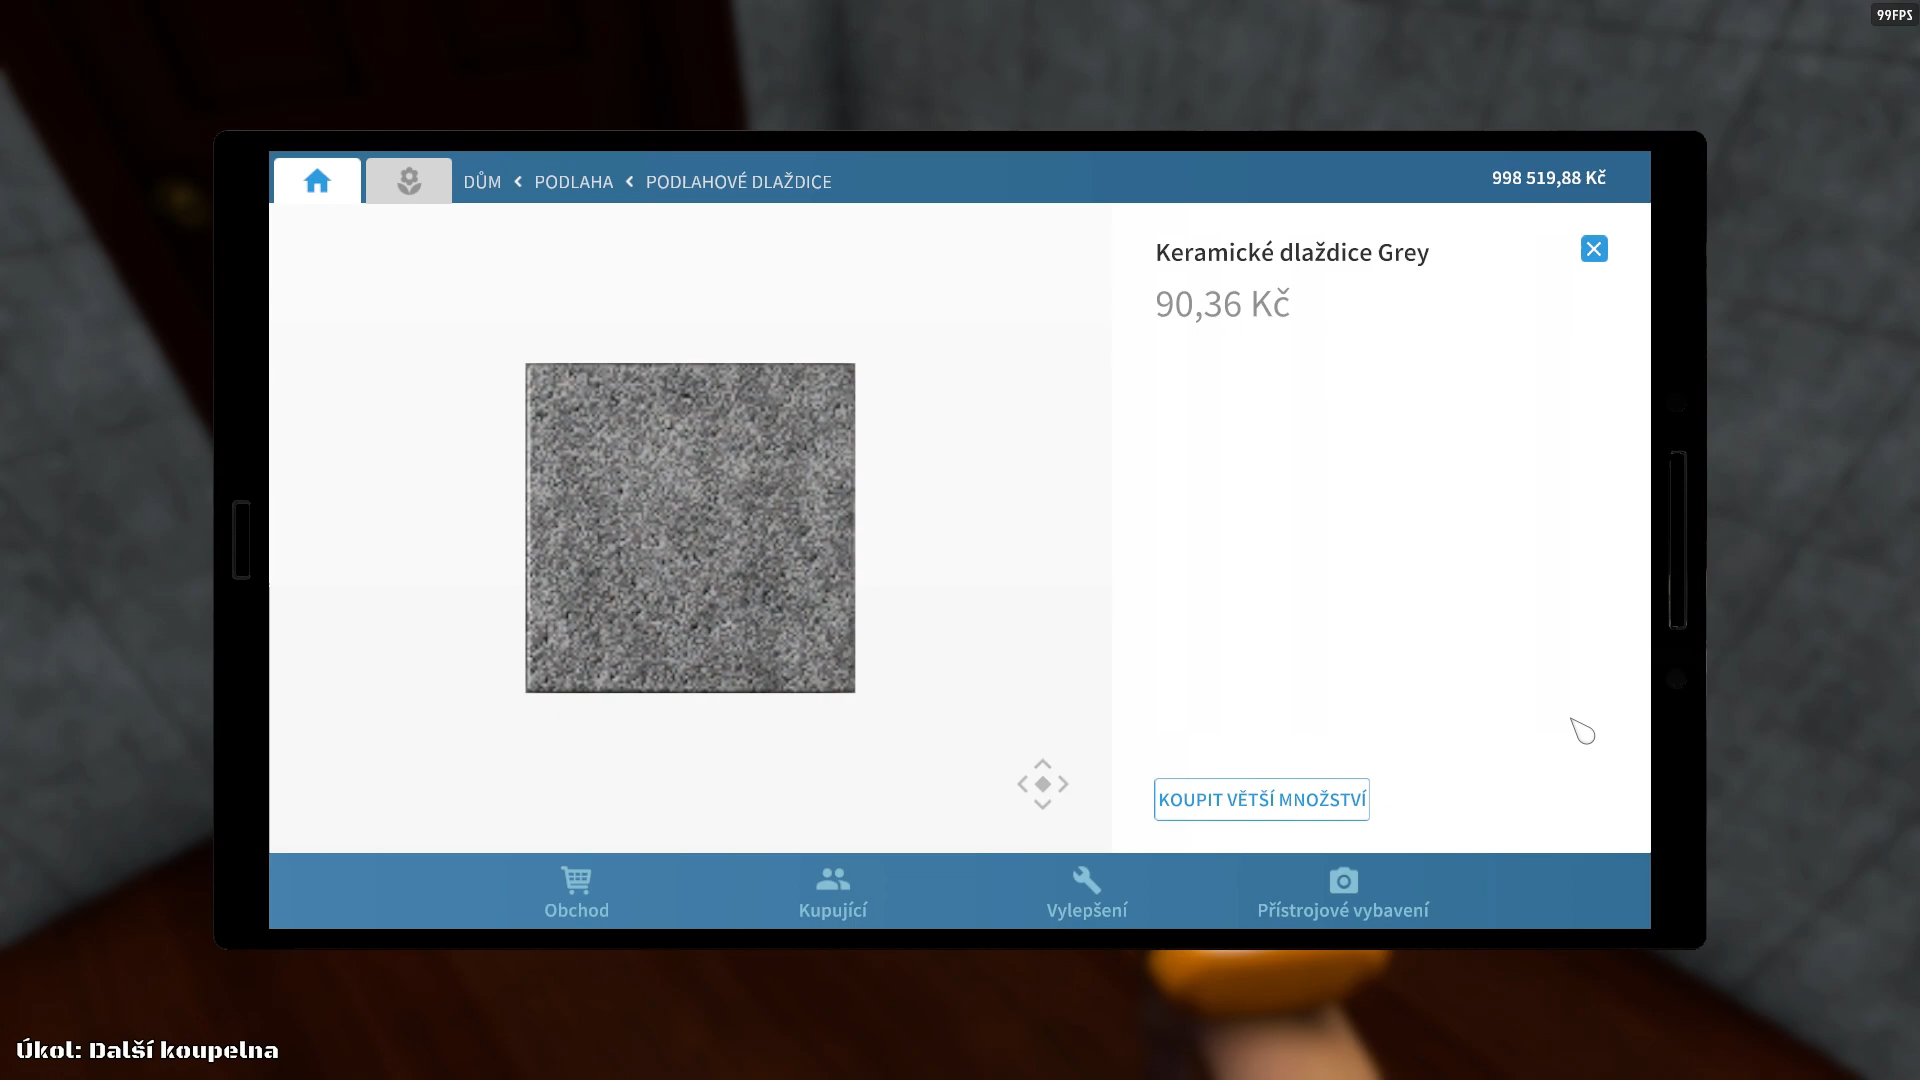 99FPS
DŮM < PODLAHA < PODLAHOVÉ DLAŽDICE
998 519,88 Kč
Keramické dlaždice Grey
90,36 Kč
KOUPIT VĚTŠÍ MNOŽSTVÍ
Obchod
Kupující
Vylepšení
Přístrojové vybavení
Úkol: Další koupelna